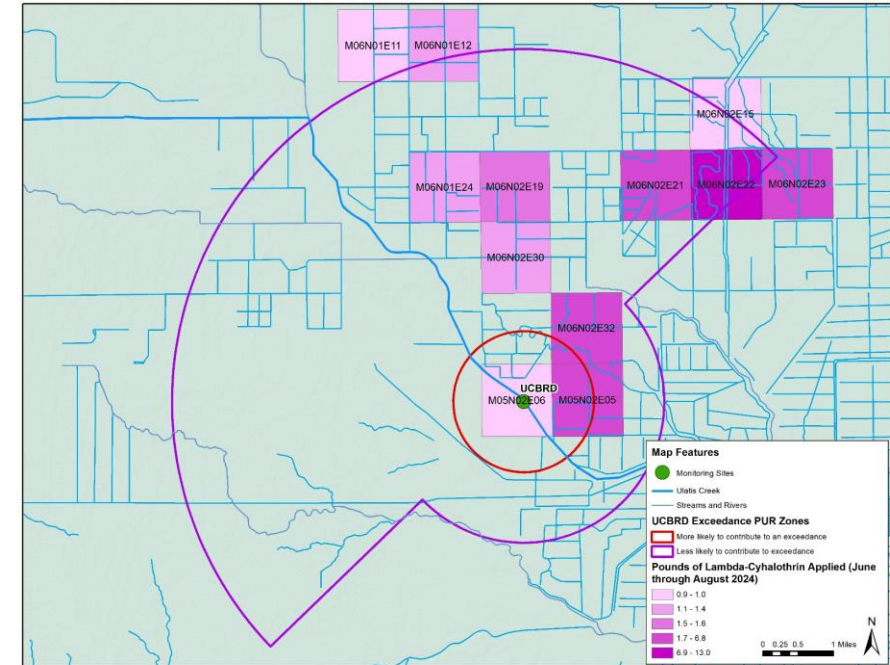 M06N01E11
M06N01E12
M06N02E15
M06N01E24
M06N02E19
M06N02E21
M06N02E22
M06N02E23
M06N02E30
M06N02E32
UCBRD
M05N02E06
M05N02E05
Map Features
Monitoring Sites
Ulatis Creek
Streams and Rivers
UCBRD Exceedance PUR Zones
More likely to contribute to an exceedance
Less likely to contribute to exceedance
Pounds of Lambda-Cyhalothrin Applied (June
through August 2024)
0.9 - 1.0
1.1 - 1.4
1.5 - 1.6
1.7 - 6.8
6.9 - 13.0
N
0 0.25 0.5 1 Miles